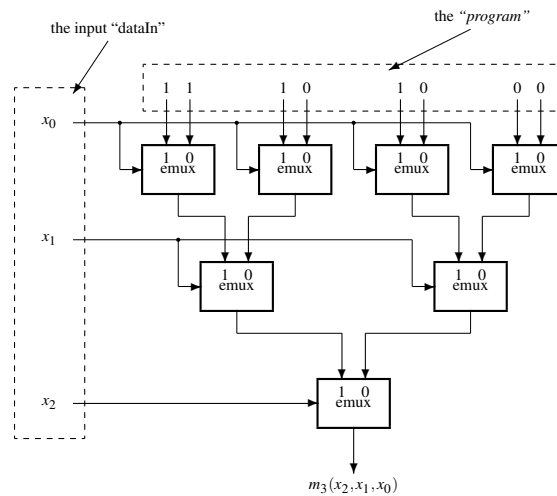 the “program”
the input “dataIn”
1 1 1 0 1 0 0 0
x₀
1 0 1 0 1 0 1 0
emux emux emux emux
x₁
1 0 1 0
emux emux
x₂
1 0
emux
m₃(x₂,x₁,x₀)